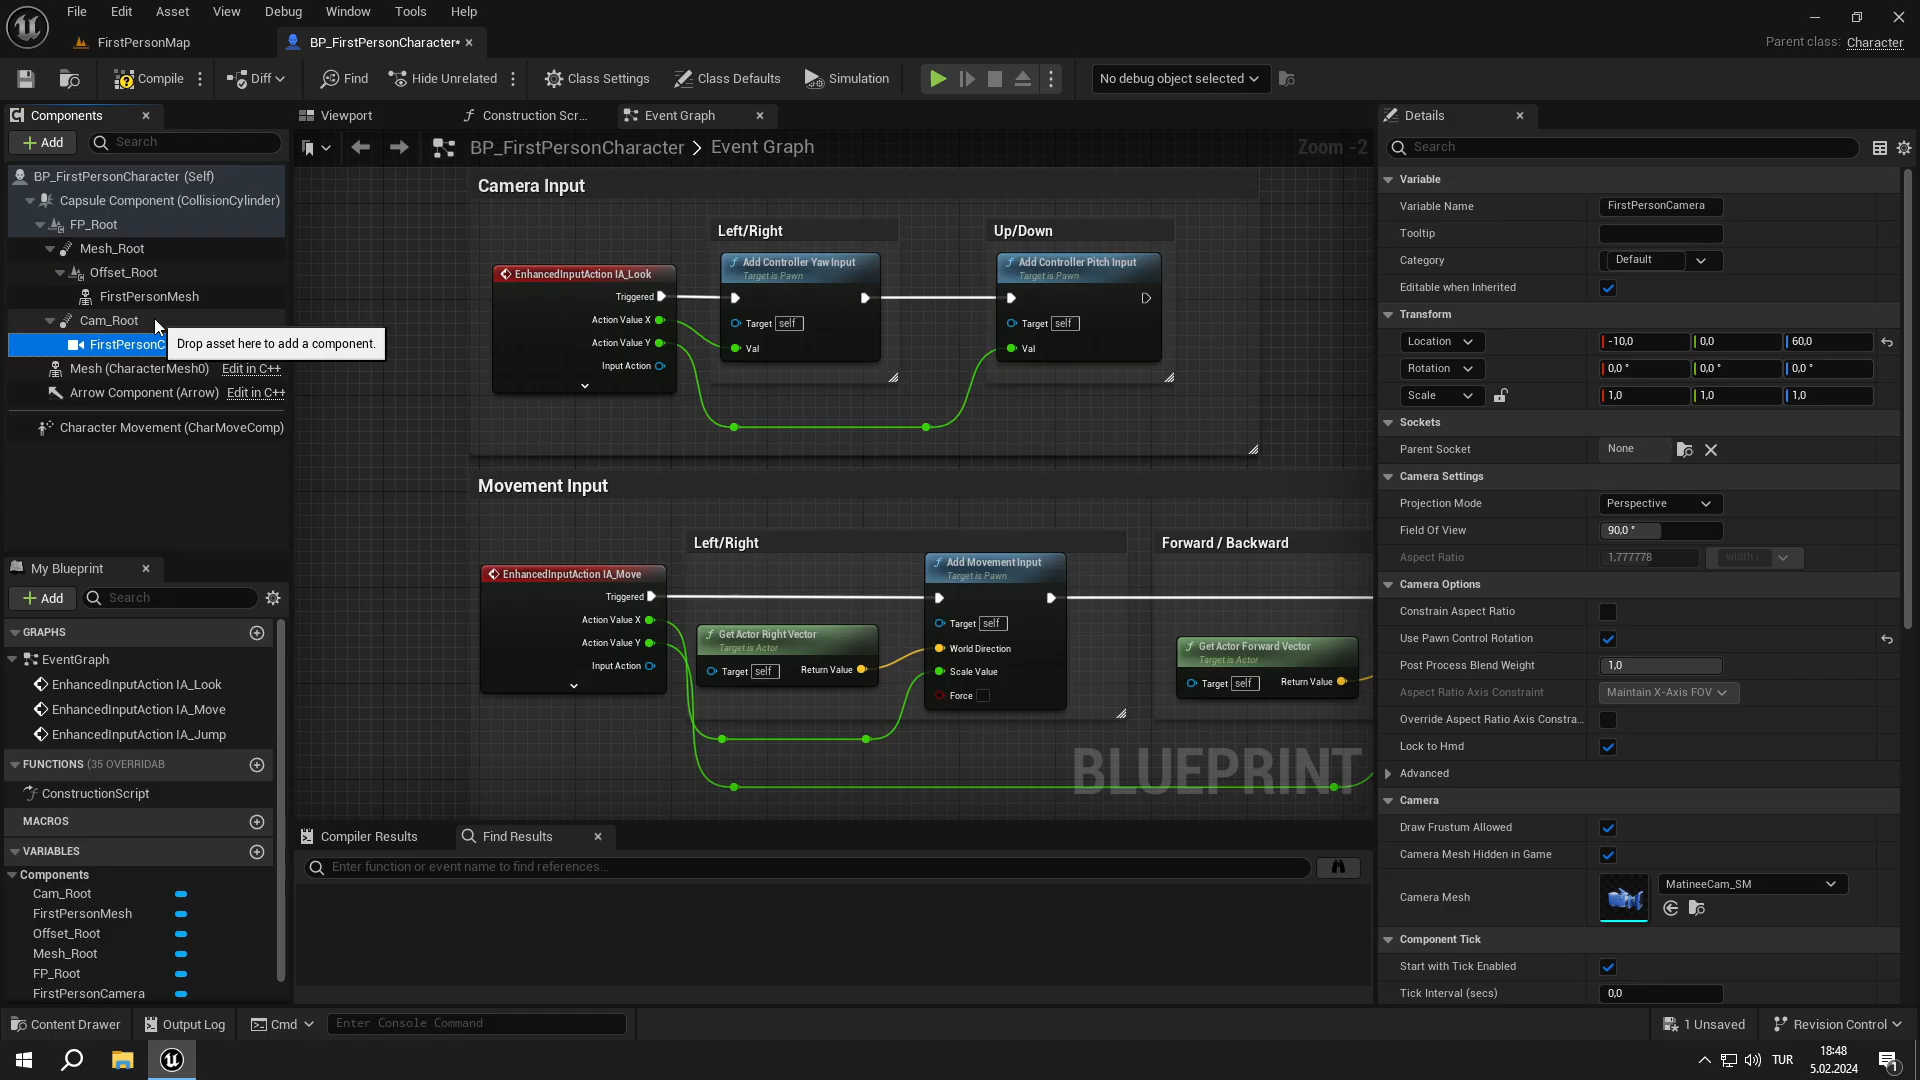 File Edit Asset View Debug Window Tools Help
FirstPersonMap
BP_FirstPersonCharacter*
Parent class: Character
Compile
Diff
Find
Hide Unrelated
Class Settings
Class Defaults
Simulation
No debug object selected
Components
Add
Search
BP_FirstPersonCharacter (Self)
Capsule Component (CollisionCylinder)
FP_Root
Mesh_Root
Offset_Root
FirstPersonMesh
Cam_Root
FirstPersonC
Drop asset here to add a component.
Mesh (CharacterMesh0) Edit in C++
Arrow Component (Arrow) Edit in C++
Character Movement (CharMoveComp)
My Blueprint
Add
Search
GRAPHS
EventGraph
EnhancedInputAction IA_Look
EnhancedInputAction IA_Move
EnhancedInputAction IA_Jump
FUNCTIONS (35 OVERRIDAB
ConstructionScript
MACROS
VARIABLES
Components
Cam_Root
FirstPersonMesh
Offset_Root
Mesh_Root
FP_Root
FirstPersonCamera
Viewport
Construction Scr...
Event Graph
BP_FirstPersonCharacter > Event Graph
Zoom -2
Camera Input
Left/Right
Up/Down
EnhancedInputAction IA_Look
Triggered
Action Value X
Action Value Y
Input Action
Add Controller Yaw Input
Target is Pawn
Target self
Val
Add Controller Pitch Input
Target is Pawn
Target self
Val
Movement Input
Left/Right
Forward / Backward
EnhancedInputAction IA_Move
Triggered
Action Value X
Action Value Y
Input Action
Get Actor Right Vector
Target is Actor
Target self Return Value
Add Movement Input
Target is Pawn
Target self
World Direction
Scale Value
Force
Get Actor Forward Vector
Target is Actor
Target self Return Value
BLUEPRINT
Compiler Results
Find Results
Enter function or event name to find references...
Details
Search
Variable
Variable Name FirstPersonCamera
Tooltip
Category Default
Editable when Inherited
Transform
Location -10,0 0,0 60,0
Rotation 0,0 ° 0,0 ° 0,0 °
Scale 1,0 1,0 1,0
Sockets
Parent Socket None
Camera Settings
Projection Mode Perspective
Field Of View 90,0 °
Aspect Ratio 1,777778 width :
Camera Options
Constrain Aspect Ratio
Use Pawn Control Rotation
Post Process Blend Weight 1,0
Aspect Ratio Axis Constraint Maintain X-Axis FOV
Override Aspect Ratio Axis Constra...
Lock to Hmd
Advanced
Camera
Draw Frustum Allowed
Camera Mesh Hidden in Game
Camera Mesh MatineeCam_SM
Component Tick
Start with Tick Enabled
Tick Interval (secs) 0,0
Content Drawer
Output Log
Cmd
Enter Console Command
1 Unsaved
Revision Control
TUR
18:48
5.02.2024
1